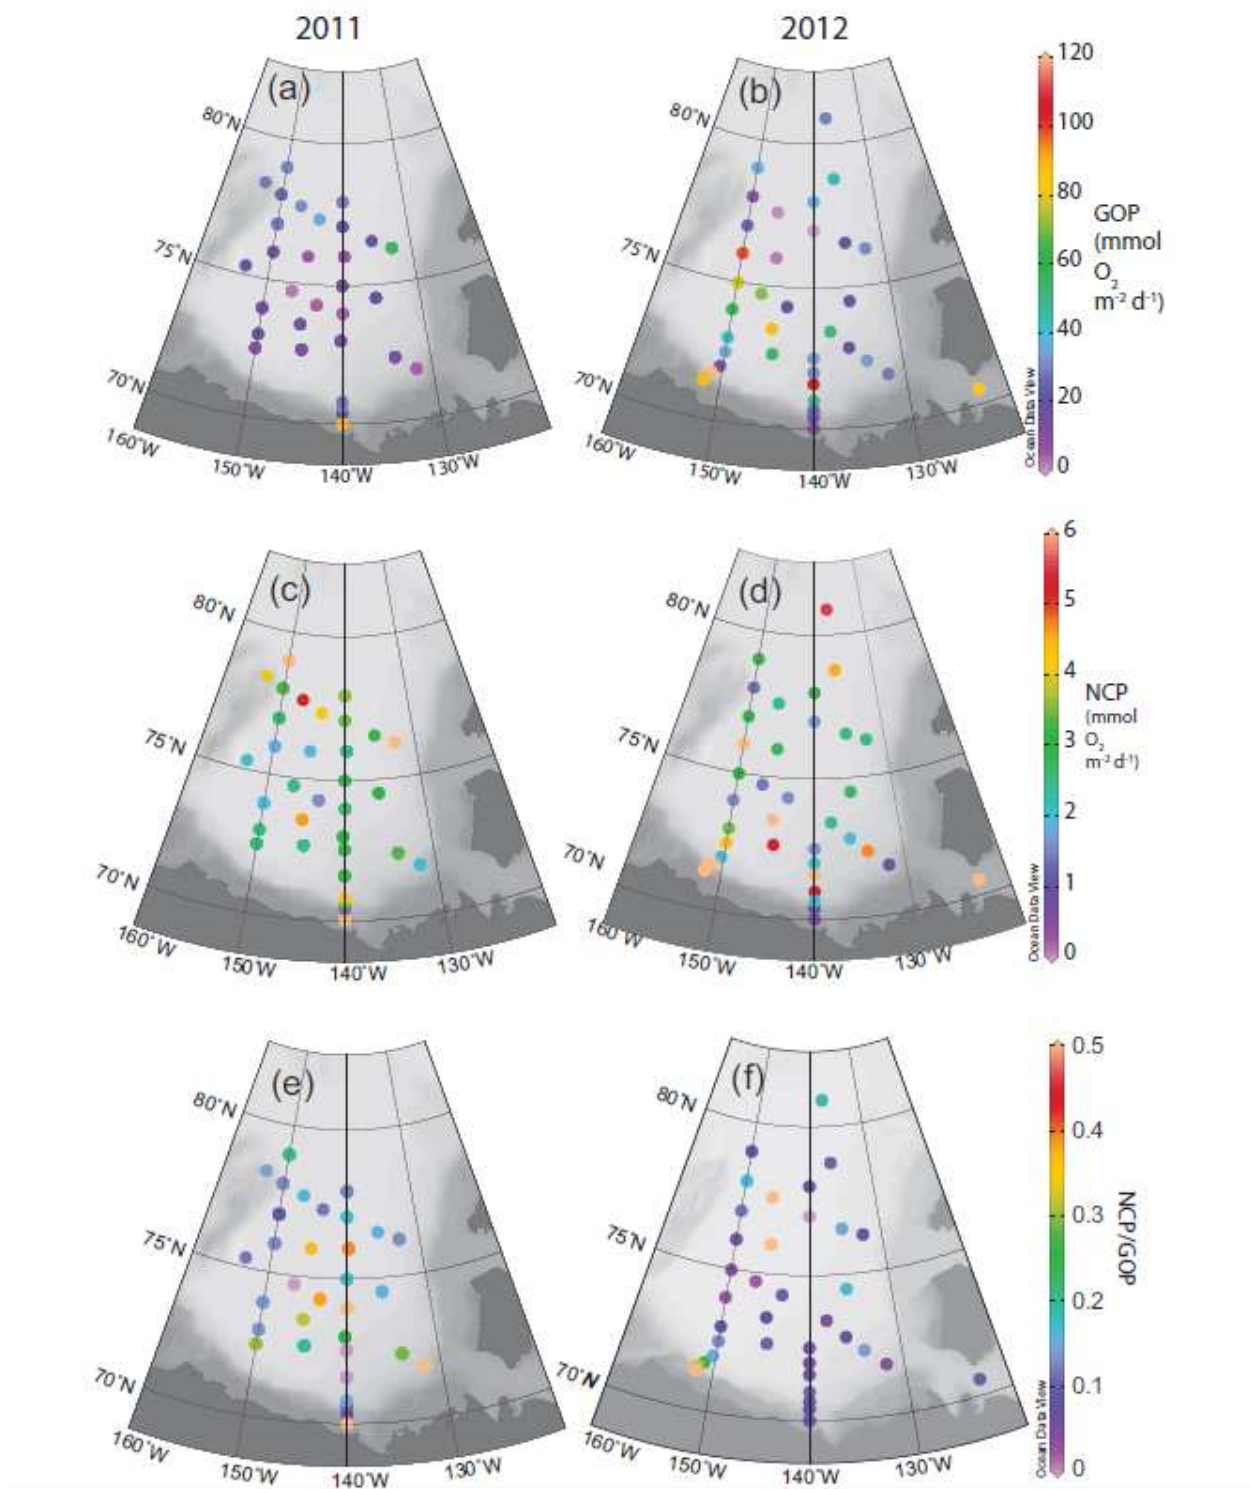 2011
2012
(a)
80°N
75°N
70°N
160°W
150°W
140°W
130°W
(b)
80°N
75°N
70°N
160°W
150°W
140°W
130°W
120
100
80
60
40
20
0
GOP
(mmol
O2
m-2 d-1)
Ocean Data View
(c)
80°N
75°N
70°N
160°W
150°W
140°W
130°W
(d)
80°N
75°N
70°N
160°W
150°W
140°W
130°W
6
5
4
3
2
1
0
NCP
(mmol
O2
m-2 d-1)
Ocean Data View
(e)
80°N
75°N
70°N
160°W
150°W
140°W
130°W
(f)
80°N
75°N
70°N
160°W
150°W
140°W
130°W
0.5
0.4
0.3
0.2
0.1
0
NCP/GOP
Ocean Data View